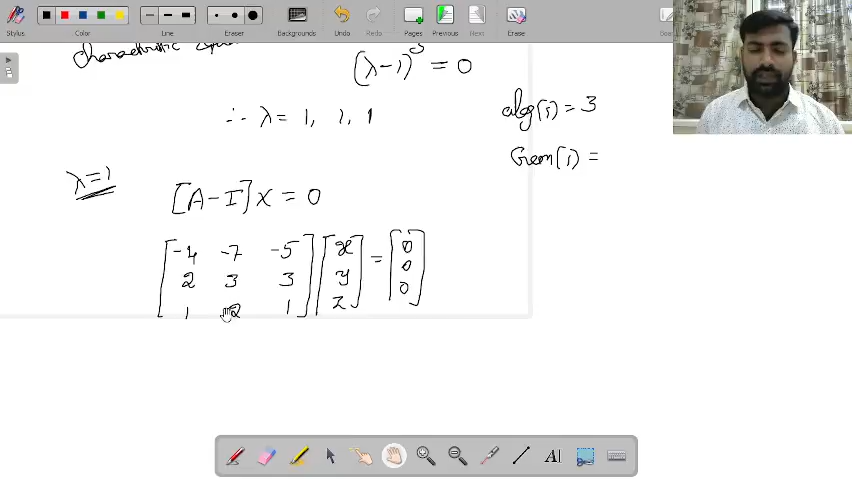 Stylus Color Line Eraser Backgrounds Undo Redo Pages Previous Next Erase
characteristic
(λ-1)³ = 0
∴ λ = 1, 1, 1
alg(1) = 3
Geom(1) =
λ=1
[A-I]X = 0
[-4 -7 -5] [x] = [0]
[2 3 3] [y] [0]
[1 2 1] [z] [0]
A